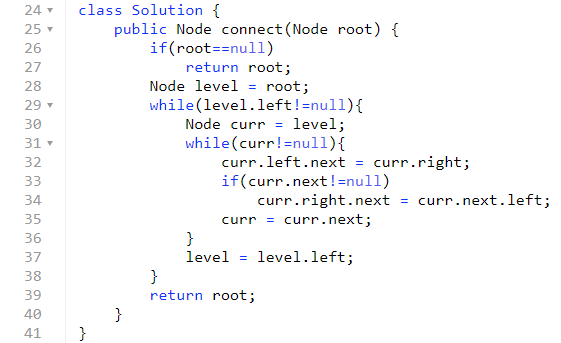 24 class Solution {
25     public Node connect(Node root) {
26         if(root==null)
27             return root;
28         Node level = root;
29         while(level.left!=null){
30             Node curr = level;
31             while(curr!=null){
32                 curr.left.next = curr.right;
33                 if(curr.next!=null)
34                     curr.right.next = curr.next.left;
35                 curr = curr.next;
36             }
37             level = level.left;
38         }
39         return root;
40     }
41 }